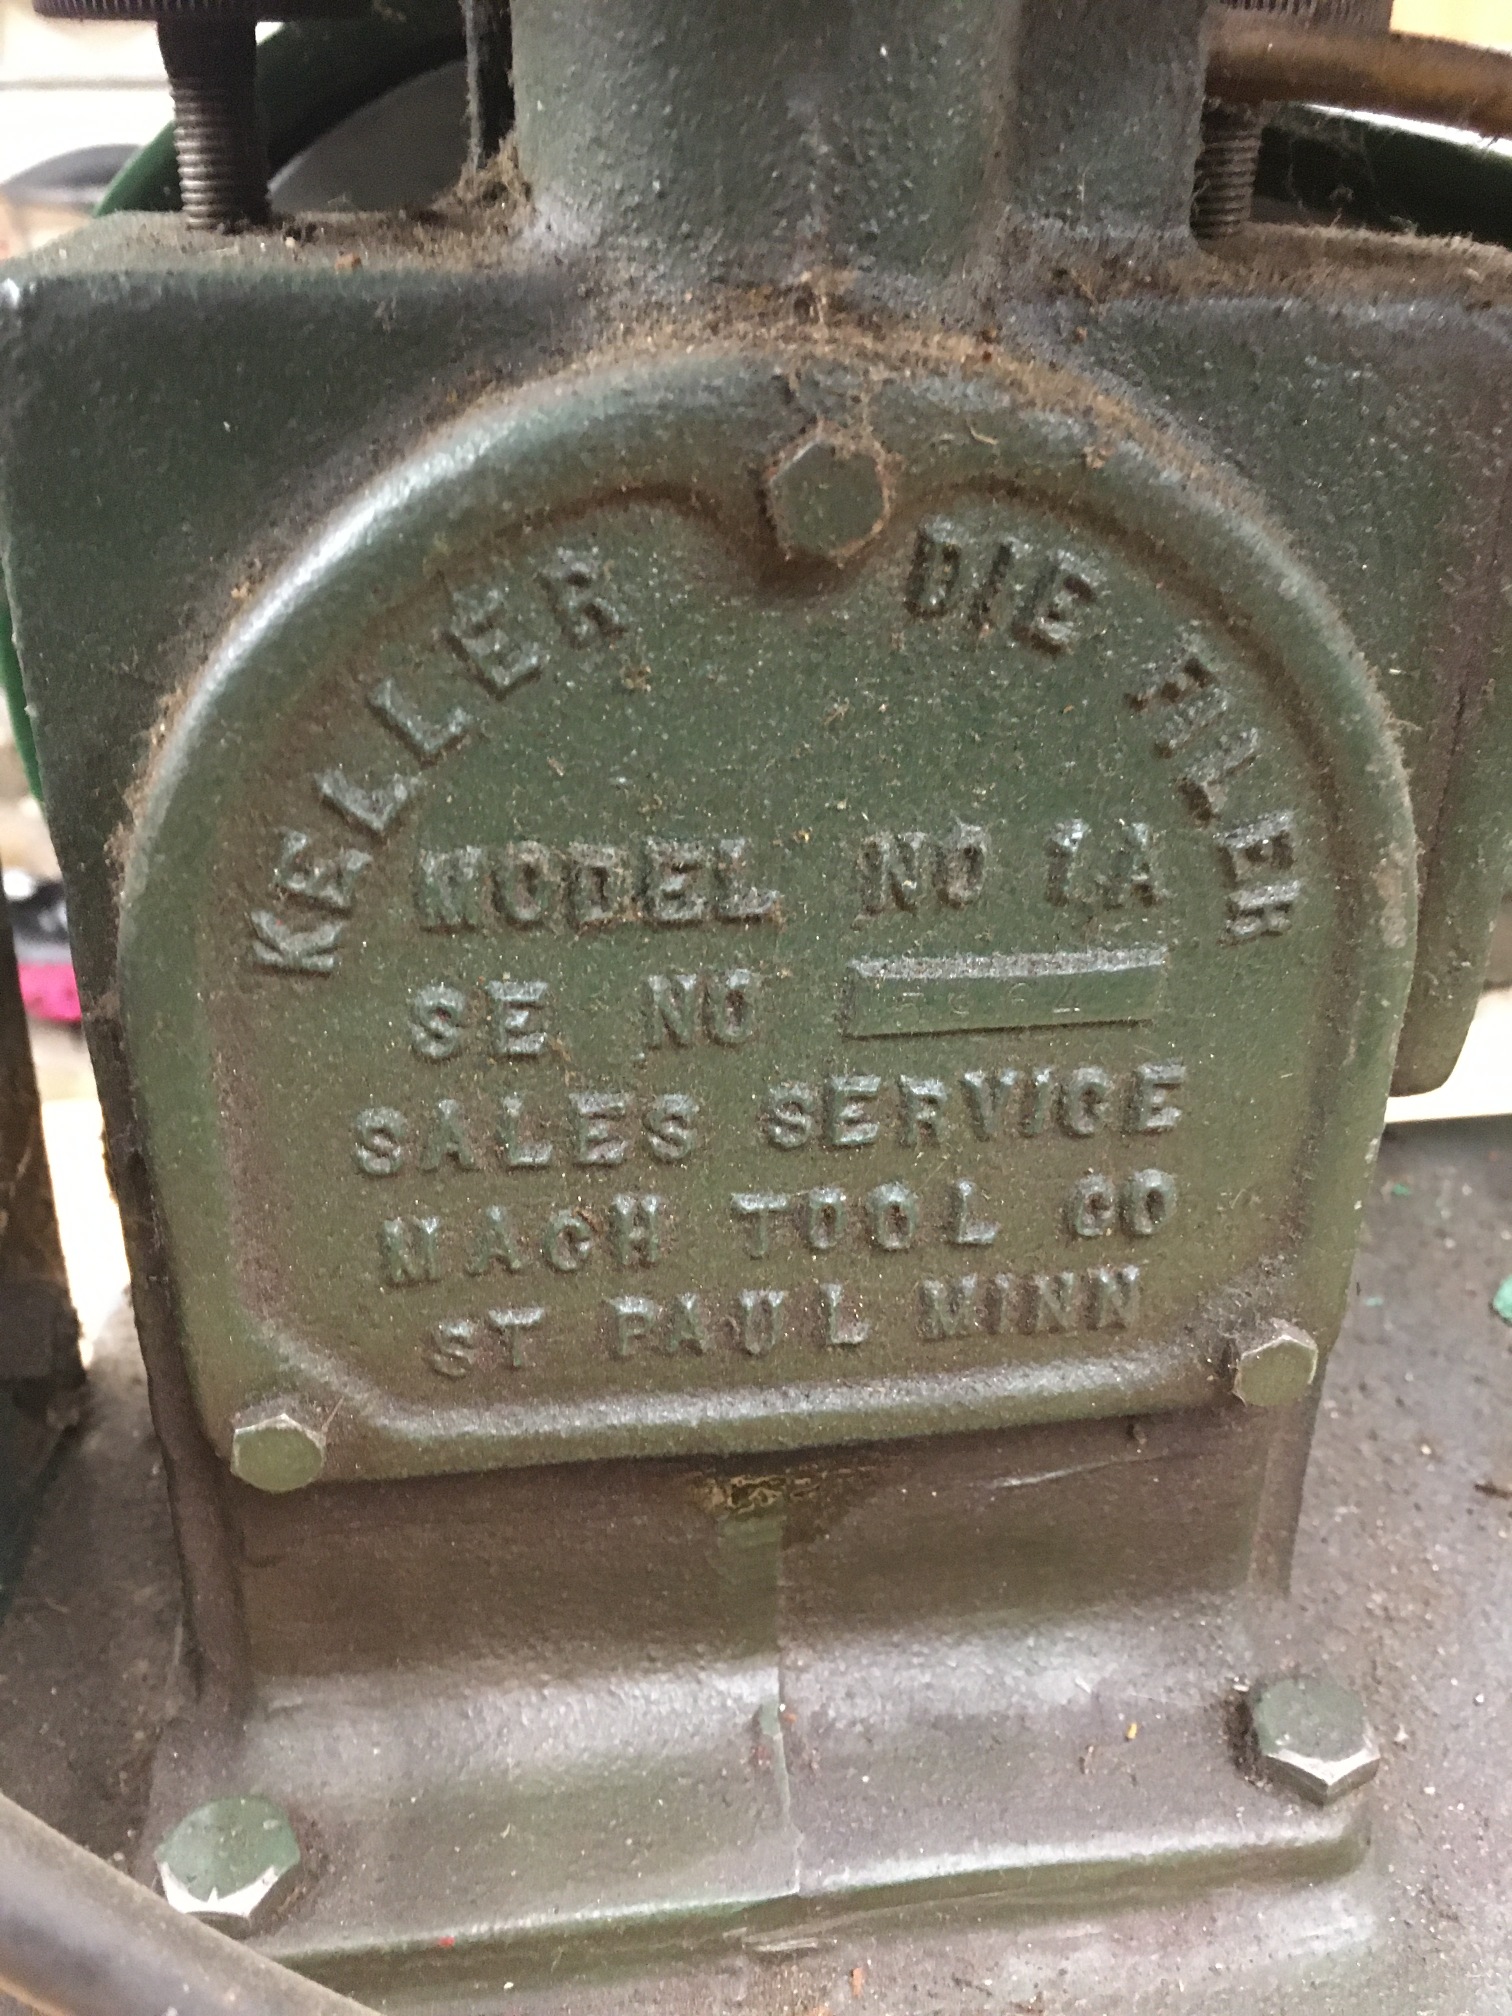 KELLER DIE FILER
MODEL NO 1A
SE NO
SALES SERVICE
MACH TOOL CO
ST PAUL MINN